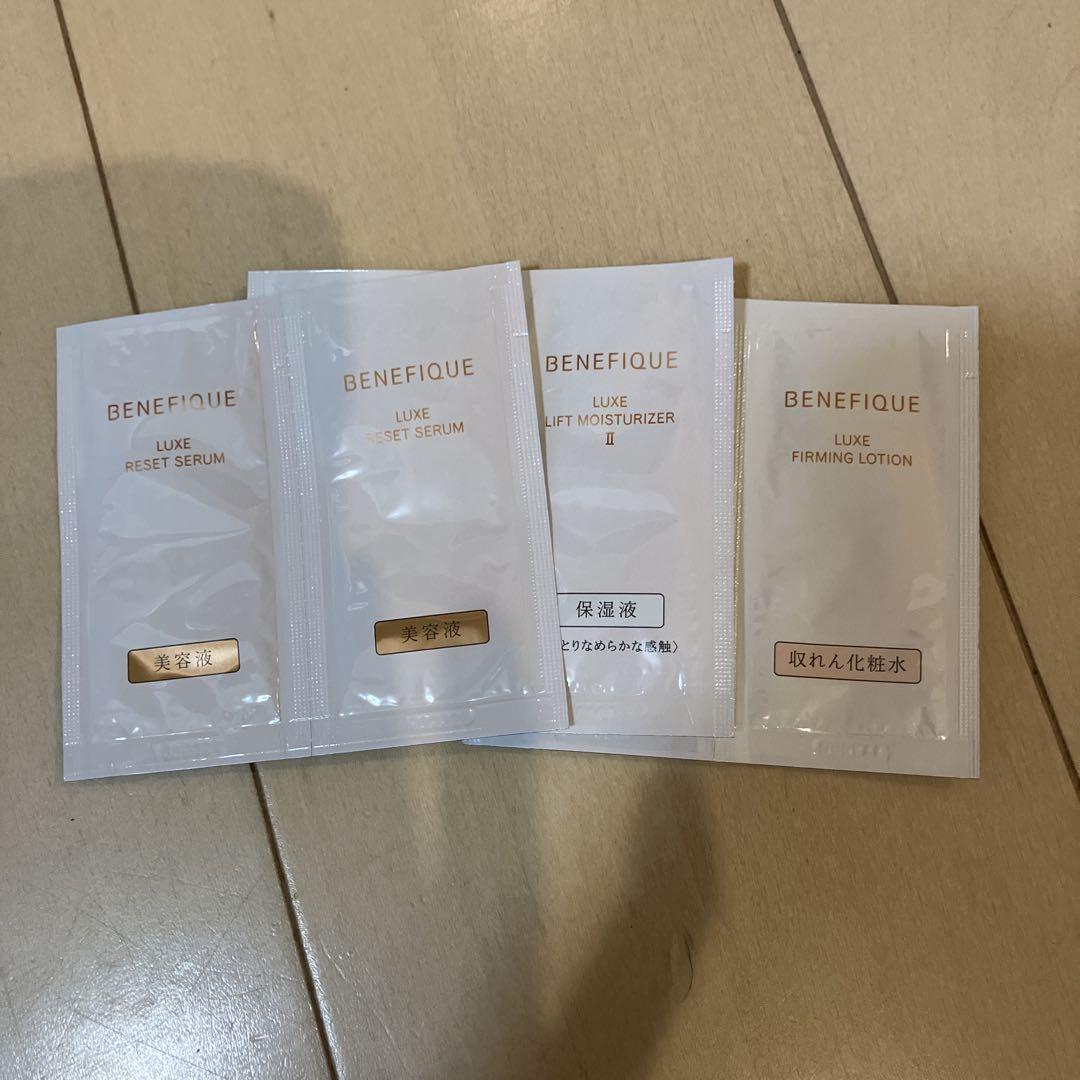 BENEFIQUE
LUXE
RESET SERUM
美容液
BENEFIQUE
LUXE
RESET SERUM
美容液
BENEFIQUE
LUXE
LIFT MOISTURIZER
II
保湿液
とりなめらかな感触〉
BENEFIQUE
LUXE
FIRMING LOTION
収れん化粧水